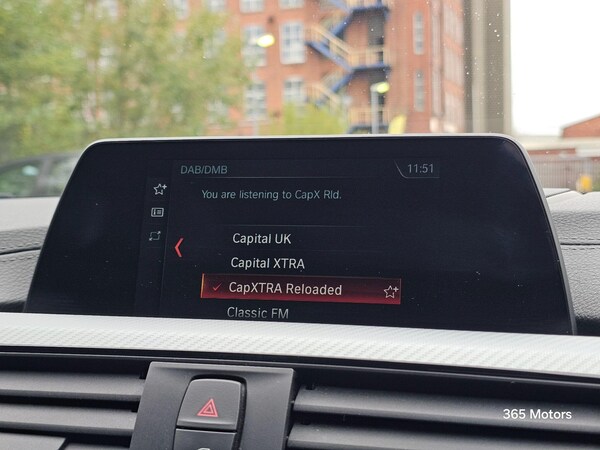 DAB/DMB 11:51
You are listening to CapX Rld.
Capital UK
Capital XTRA
CapXTRA Reloaded
Classic FM
365 Motors